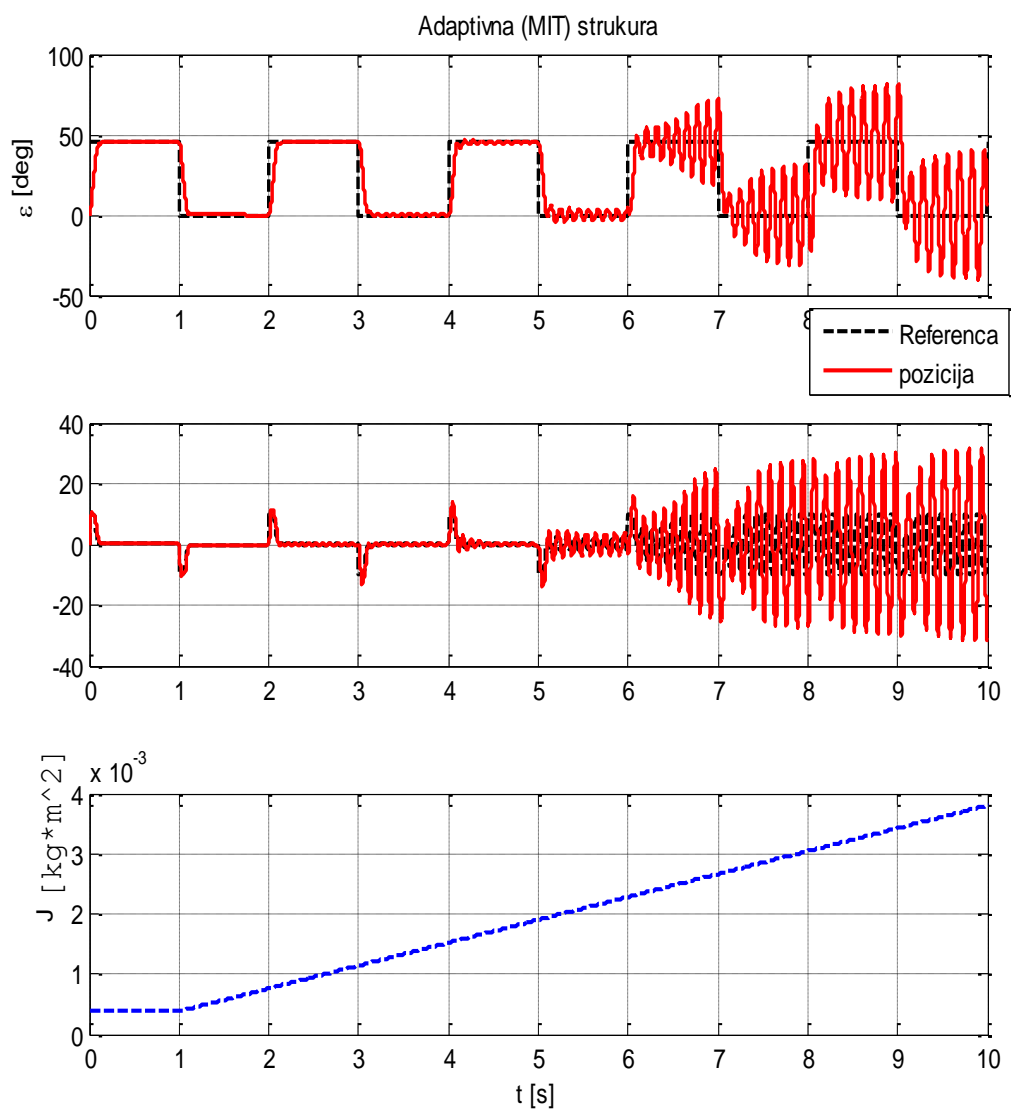 Adaptivna (MIT) strukura
ε [deg]
100
50
0
-50
0 1 2 3 4 5 6 7 8 9 10
Referenca
pozicija
40
20
0
-20
-40
0 1 2 3 4 5 6 7 8 9 10
J [kg*m^2]
x 10^-3
4
3
2
1
0
0 1 2 3 4 5 6 7 8 9 10
t [s]